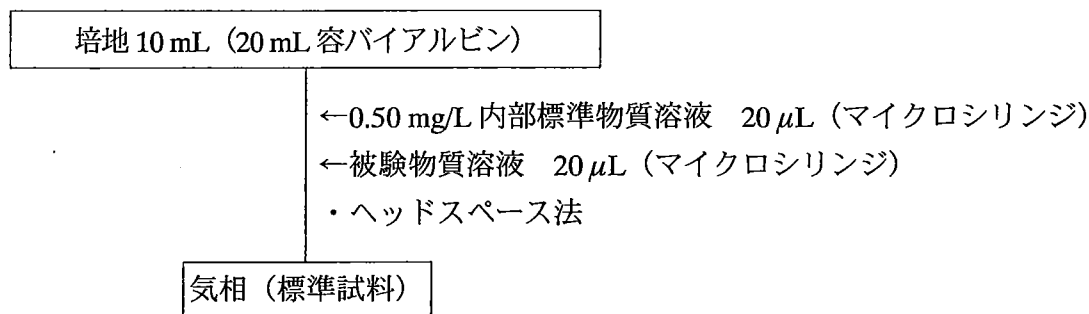 培地 10 mL（20 mL 容バイアルビン）
←0.50 mg/L 内部標準物質溶液　20 μL（マイクロシリンジ）
←被験物質溶液　20 μL（マイクロシリンジ）
・ヘッドスペース法
気相（標準試料）